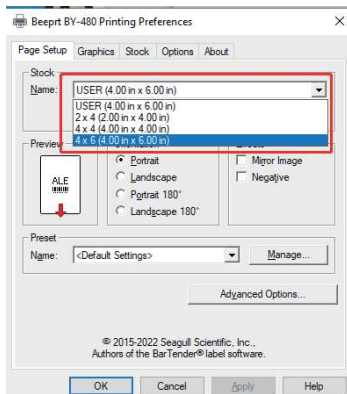 Beeprt BY-480 Printing Preferences
Page Setup Graphics Stock Options About
Stock
Name: USER (4.00 in x 6.00 in)
USER (4.00 in x 6.00 in)
2 x 4 (2.00 in x 4.00 in)
4 x 4 (4.00 in x 4.00 in)
4 x 6 (4.00 in x 6.00 in)
Preview
ALE
Portrait
Landscape
Portrait 180°
Landscape 180°
Mirror Image
Negative
Preset
Name: <Default Settings> Manage...
Advanced Options...
© 2015-2022 Seagull Scientific, Inc.,
Authors of the BarTender® label software.
OK Cancel Apply Help